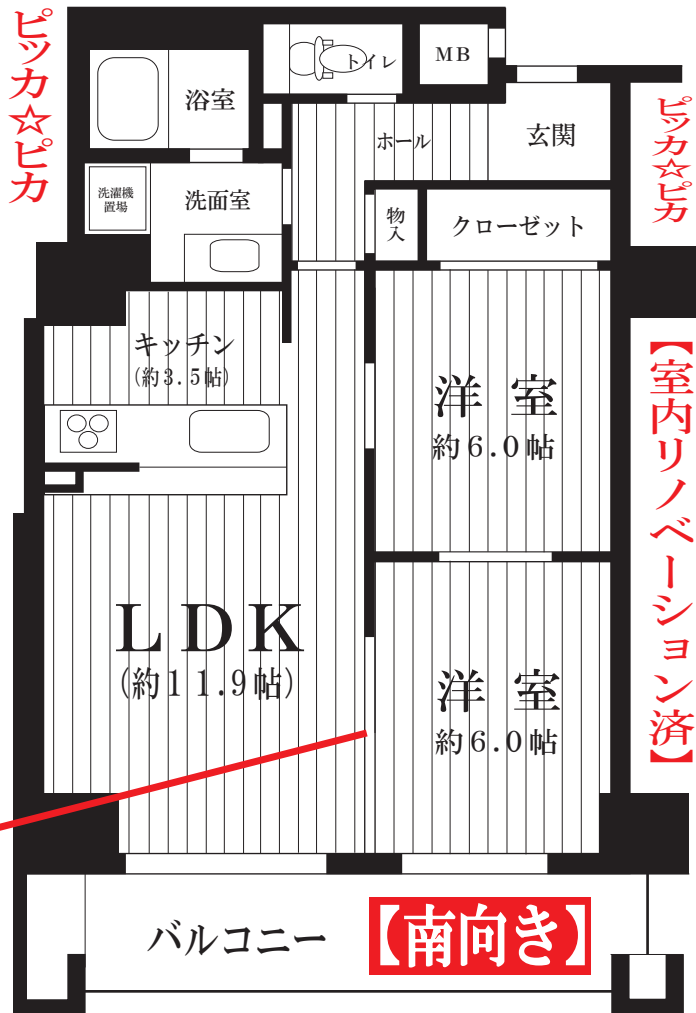 ピッカ☆ピカ
トイレ
MB
浴室
ホール
玄関
ピッカ☆ピカ
洗濯機
置場
洗面室
物入
クローゼット
キッチン
(約3.5帖)
洋室
約6.0帖
【室内リノベーション済】
LDK
(約11.9帖)
洋室
約6.0帖
バルコニー
【南向き】